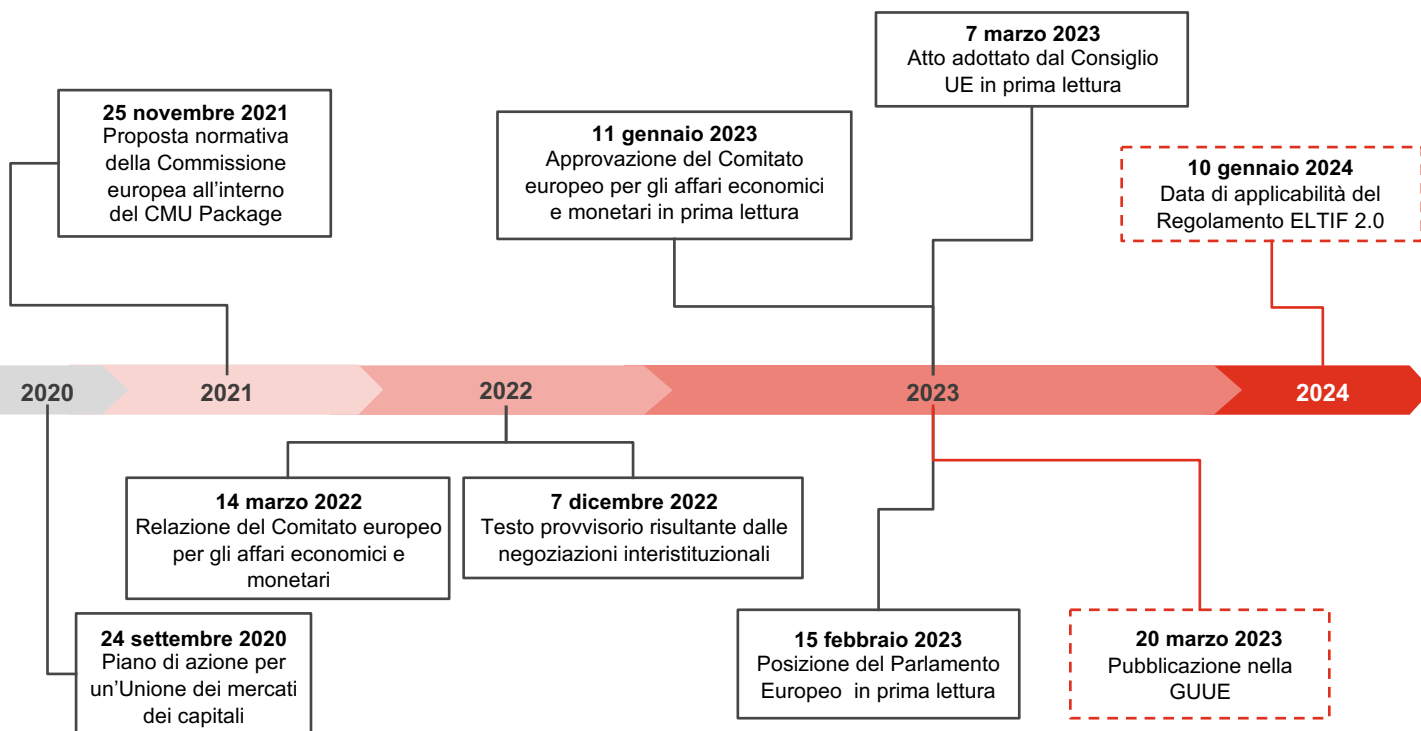 7 marzo 2023
Atto adottato dal Consiglio
UE in prima lettura
25 novembre 2021
Proposta normativa
della Commissione
europea all'interno
del CMU Package
11 gennaio 2023
Approvazione del Comitato
europeo per gli affari economici
e monetari in prima lettura
10 gennaio 2024
Data di applicabilità del
Regolamento ELTIF 2.0
2020
2021
2022
2023
2024
14 marzo 2022
Relazione del Comitato europeo
per gli affari economici e
monetari
7 dicembre 2022
Testo provvisorio risultante dalle
negoziazioni interistituzionali
24 settembre 2020
Piano di azione per
un'Unione dei mercati
dei capitali
15 febbraio 2023
Posizione del Parlamento
Europeo in prima lettura
20 marzo 2023
Pubblicazione nella
GUUE